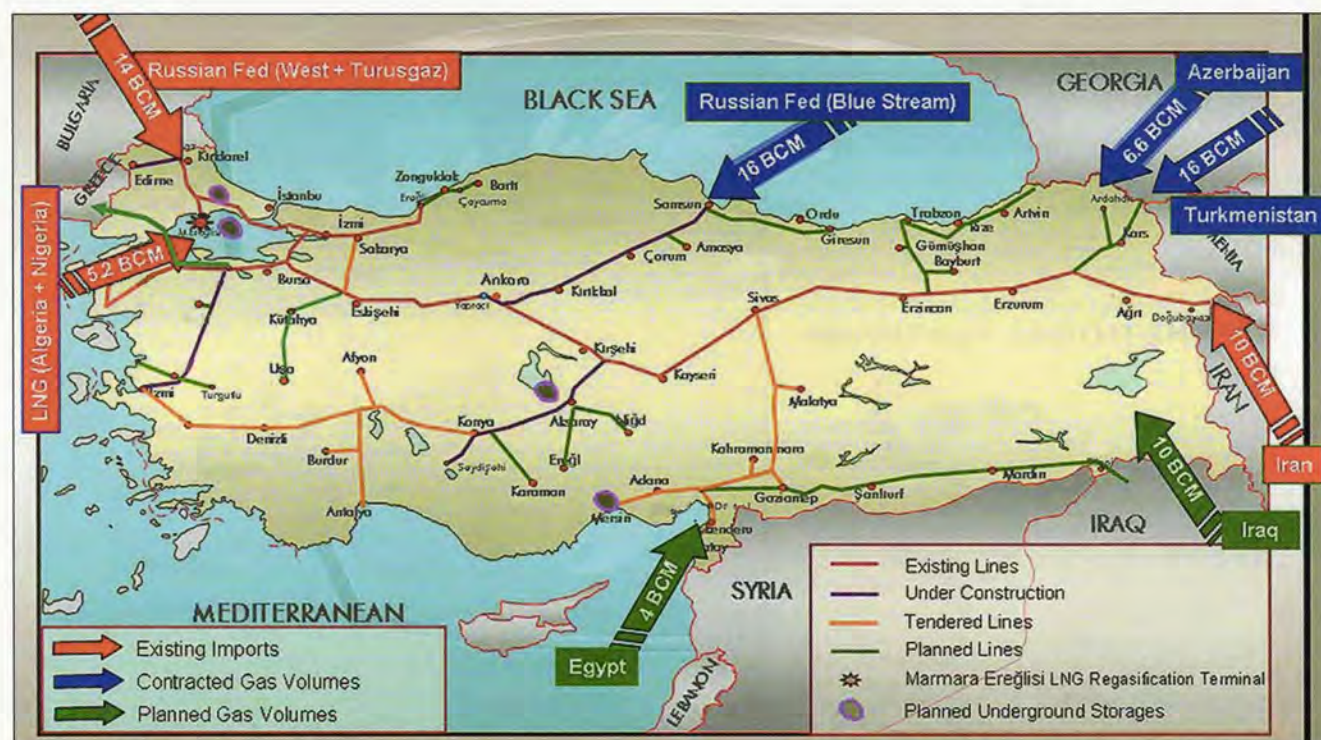 14 BCM
Russian Fed (West + Turusgaz)
BULGARIA
BLACK SEA
Russian Fed (Blue Stream)
16 BCM
GEORGIA
Azerbaijan
6.6 BCM
16 BCM
Turkmenistan
GREECE
Edirne
Kırıklarel
İstanbu
Zonguldak
Ereğli
Bartı
Çaycuma
İzmi
Sakarya
Samsun
Ordu
Giresun
Trabzon
Rize
Artvin
Ardahan
Kars
Gümüşhan
Bayburt
Amasya
Çorum
M.Ereğlisi
LNG (Algeria + Nigeria)
5.2 BCM
Bursa
Ankara
Yapracı
Kırıkkal
Eskişehi
Kütahya
Sivas
Erzincan
Erzurum
Ağrı
Doğubayazı
10 BCM
IRAN
Iran
Afyon
Uşa
Kırşehi
Kayseri
İzmi
Turgutlu
Malatya
Aksaray
Niğd
Konya
Denizli
Burdur
Seydişehi
Ereğl
Karaman
Kahramanmara
Adana
Gaziantep
Şanlıurf
Mardin
10 BCM
Iraq
Antalya
Mersin
4 BCM
Egypt
MEDITERRANEAN
SYRIA
IRAQ
LEBANON
Existing Imports
Contracted Gas Volumes
Planned Gas Volumes
Existing Lines
Under Construction
Tendered Lines
Planned Lines
Marmara Ereğlisi LNG Regasification Terminal
Planned Underground Storages